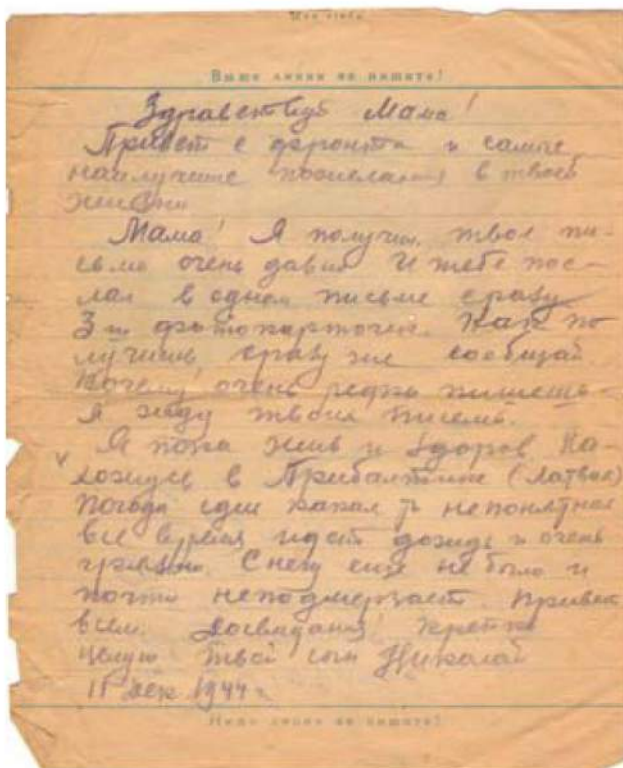 Выше линии не пишите!
Здравствуй Мама!
Привет с фронта и самые
наилучшие пожелания в твоей
жизни
Мама! Я получил твое пи-
сьмо очень давно И тебе пос-
лал в одном письме сразу
3 ш фотокарточки. Как по
лучишь сразу же сообщай.
Почему очень редко пишешь
Я жду твоих писем.
Я пока жив и здоров На-
хожусь в Прибалтике (Латвия)
Погода здесь какая то непонятная
все время идет дождь и очень
грязно. Снегу еще не было и
почти неподмерзает. Привет
всем. Досвидания! Крепко
целую твой сын Николай
11 дек 1944 г
Ниже линии не пишите!